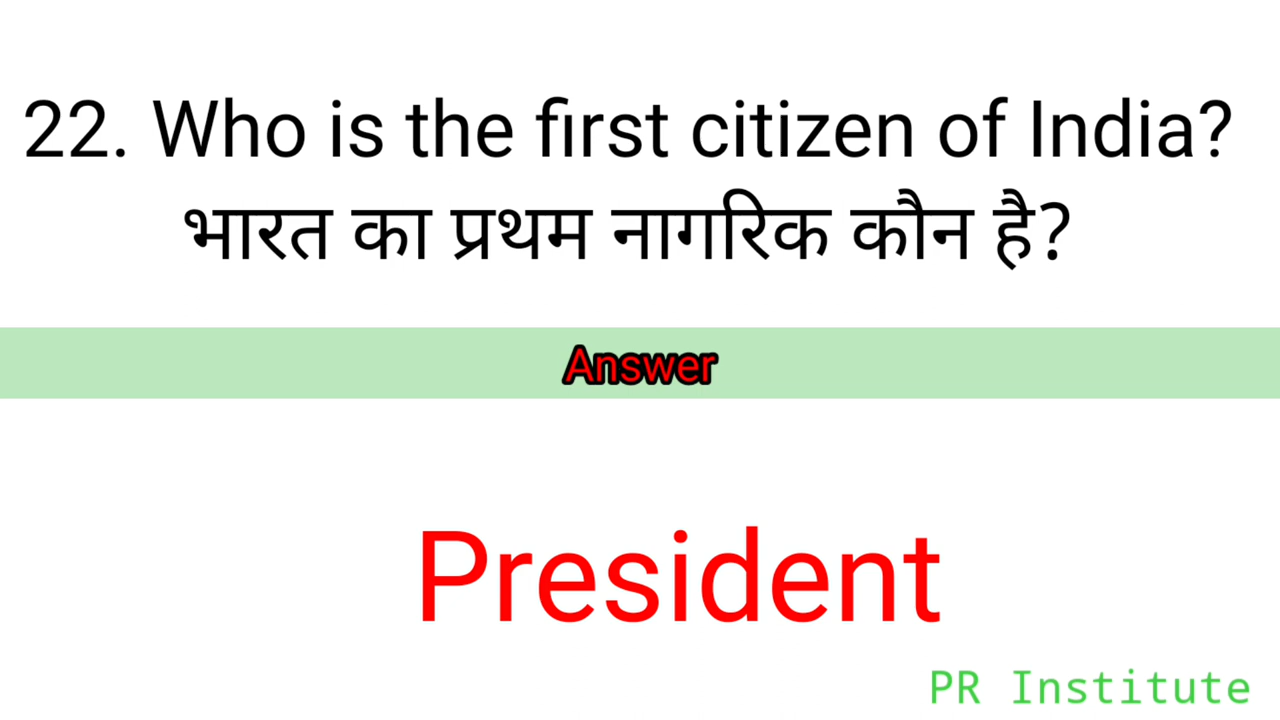 22. Who is the first citizen of India?
भारत का प्रथम नागरिक कौन है?
Answer
President
PR Institute